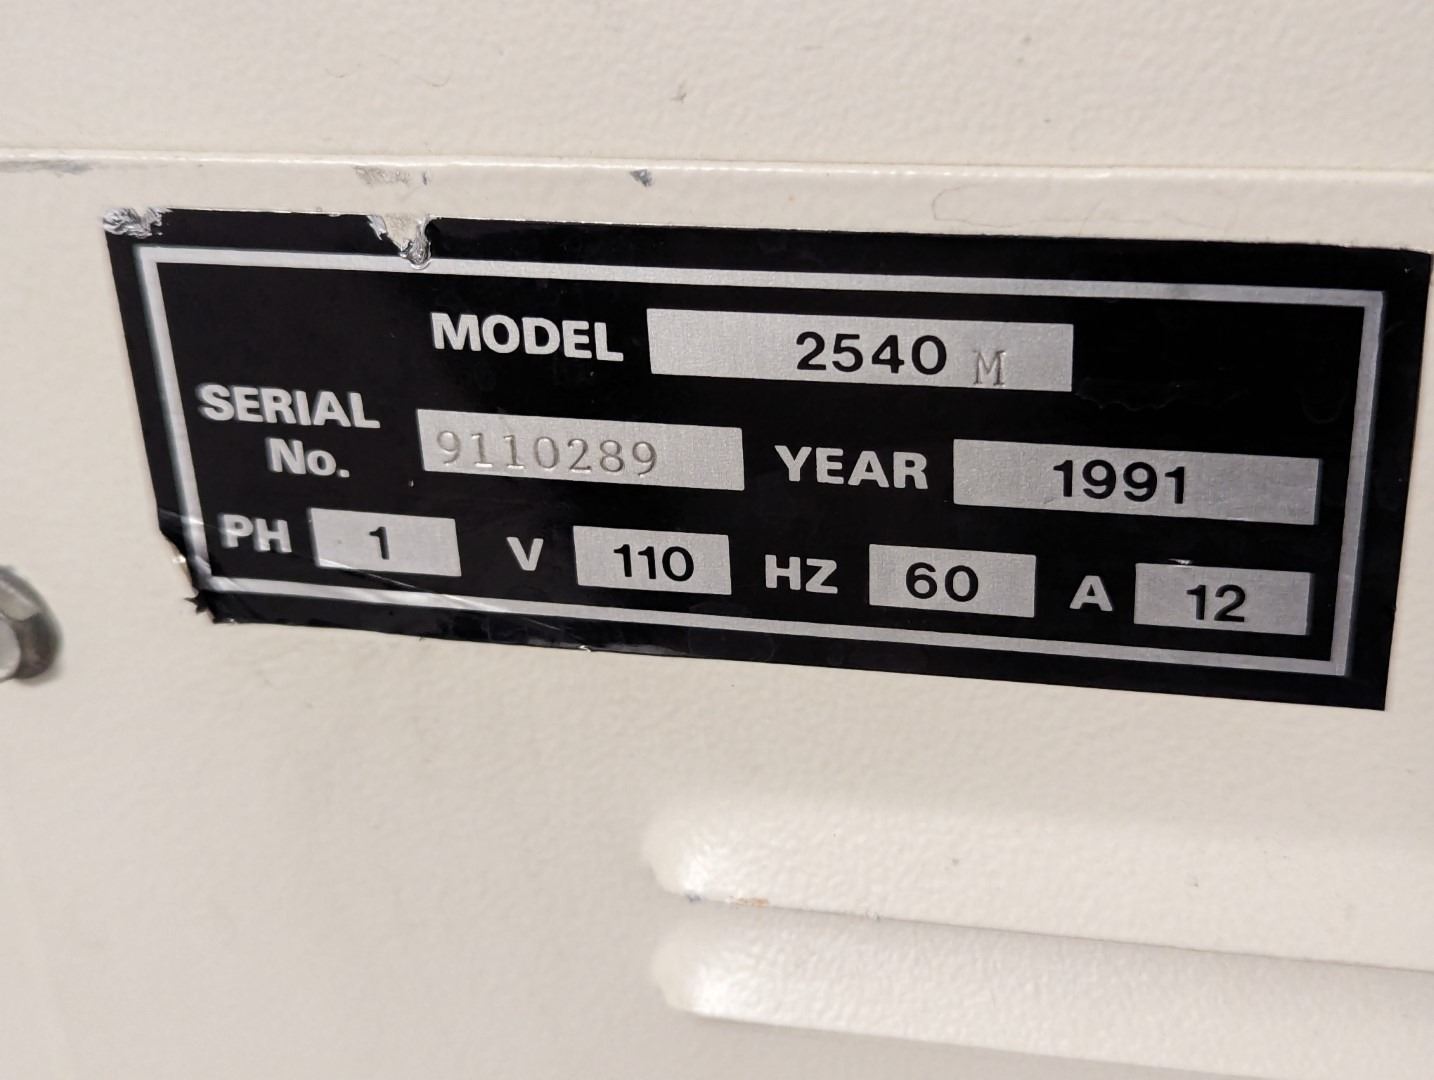 MODEL 2540 M
SERIAL
No. 9110289 YEAR 1991
PH 1 V 110 HZ 60 A 12